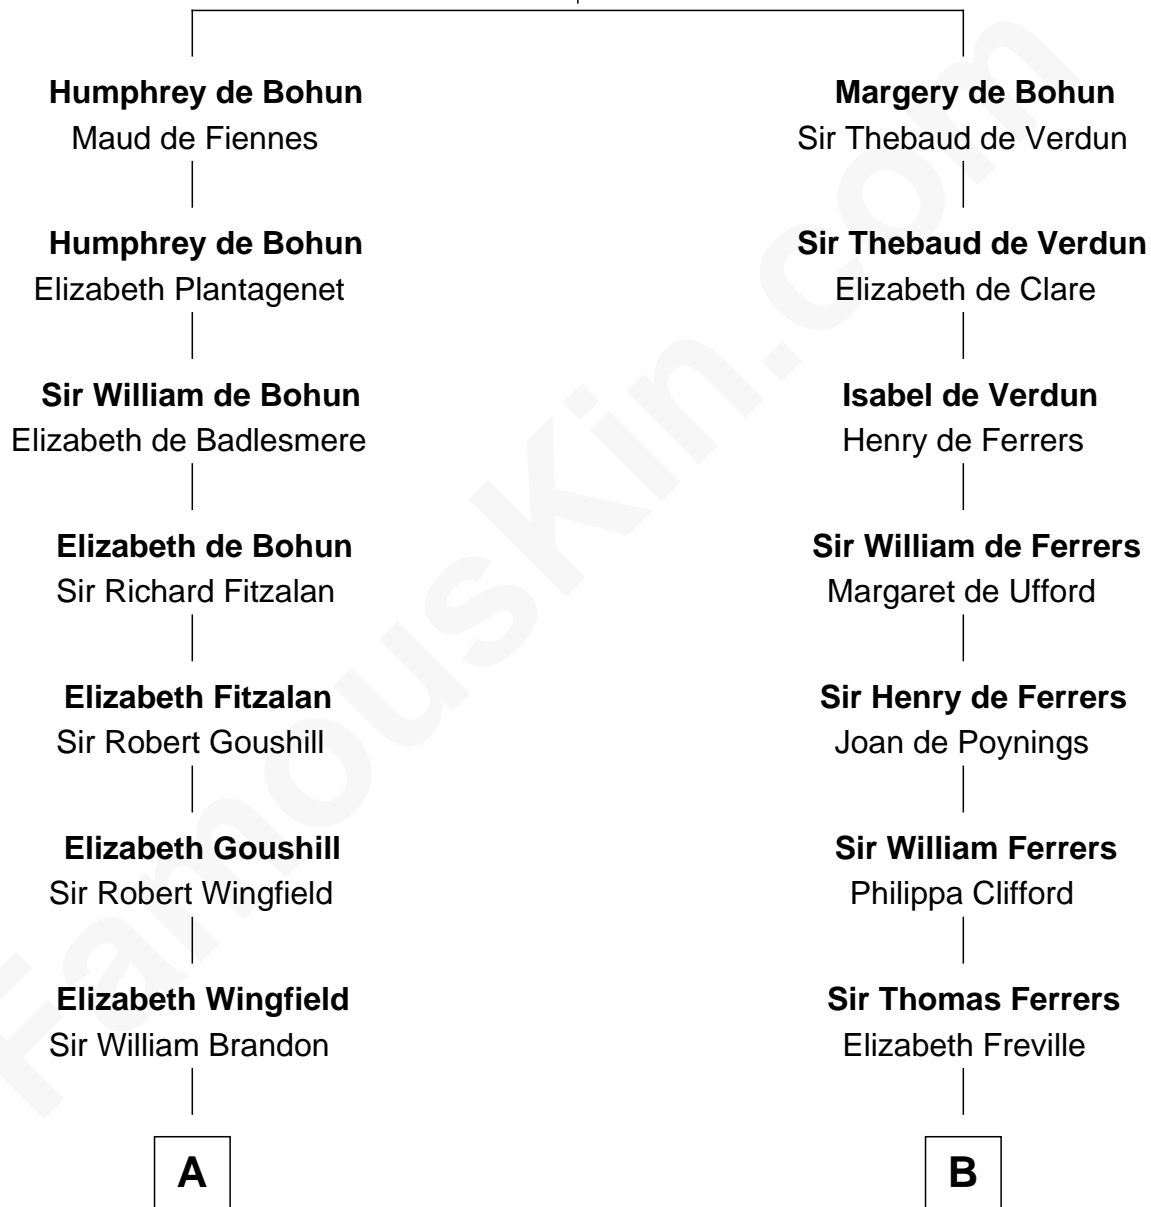 Humphrey de Bohun
Maud de Fiennes
Humphrey de Bohun
Elizabeth Plantagenet
Sir William de Bohun
Elizabeth de Badlesmere
Elizabeth de Bohun
Sir Richard Fitzalan
Elizabeth Fitzalan
Sir Robert Goushill
Elizabeth Goushill
Sir Robert Wingfield
Elizabeth Wingfield
Sir William Brandon
A
Margery de Bohun
Sir Thebaud de Verdun
Sir Thebaud de Verdun
Elizabeth de Clare
Isabel de Verdun
Henry de Ferrers
Sir William de Ferrers
Margaret de Ufford
Sir Henry de Ferrers
Joan de Poynings
Sir William Ferrers
Philippa Clifford
Sir Thomas Ferrers
Elizabeth Freville
B
FamousKin.com